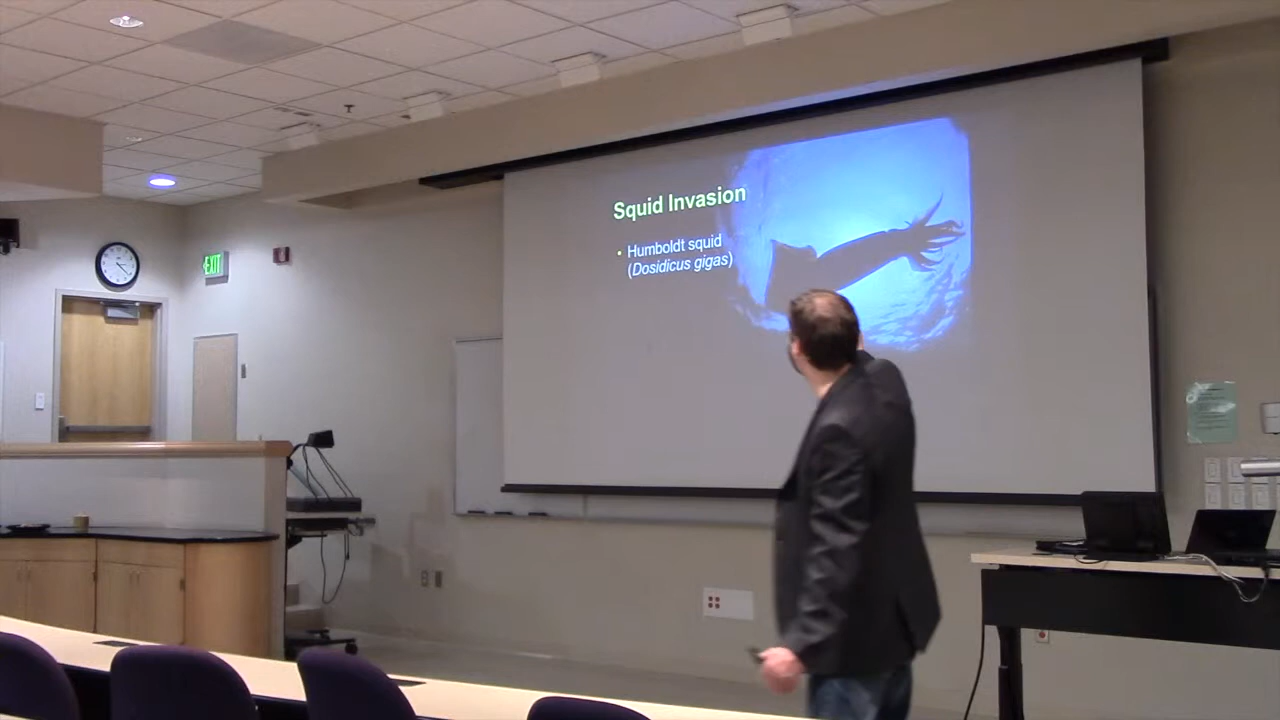 Squid Invasion
• Humboldt squid
(Dosidicus gigas)
EXIT